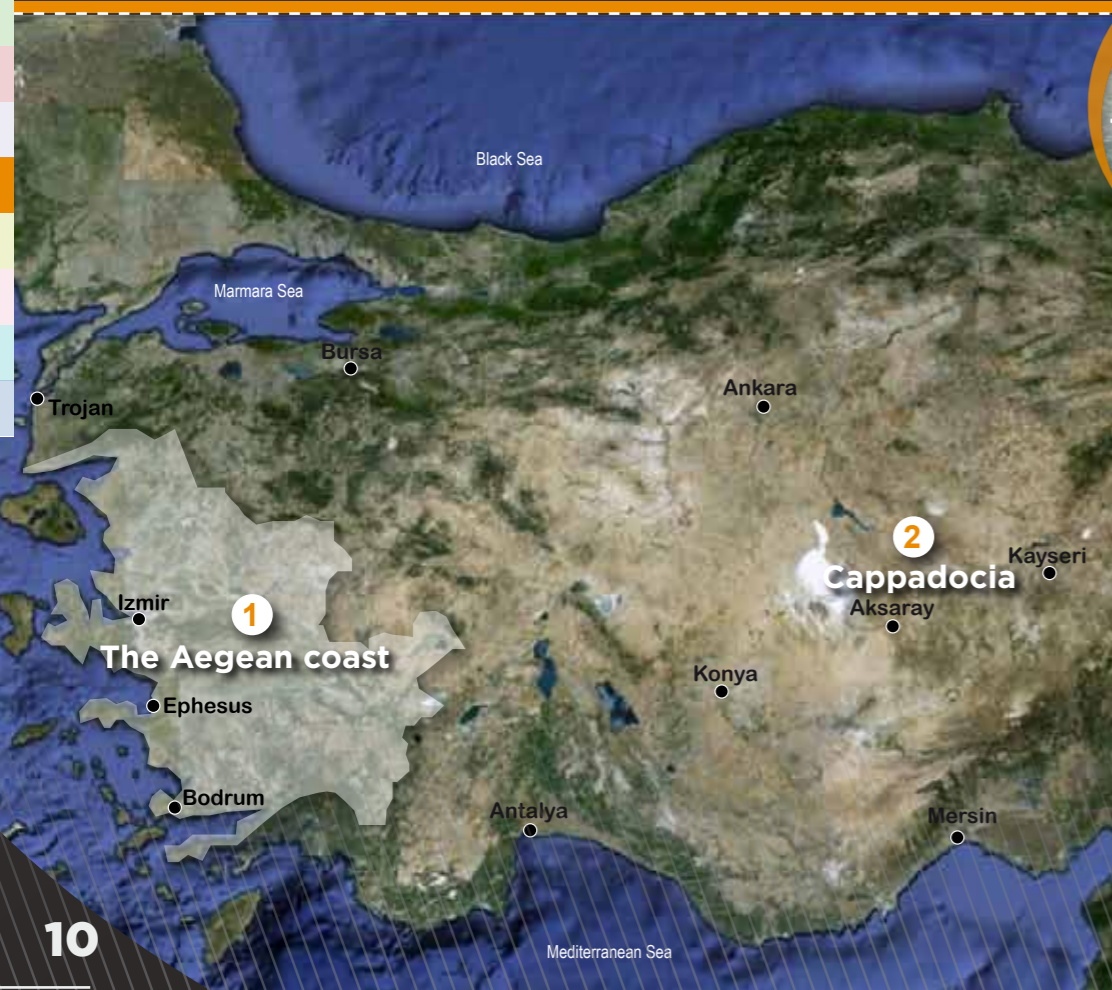 Black Sea
Marmara Sea
Bursa
Ankara
Trojan
2
Kayseri
Cappadocia
Aksaray
Izmir
1
The Aegean coast
Konya
Ephesus
Bodrum
Antalya
Mersin
10
Mediterranean Sea